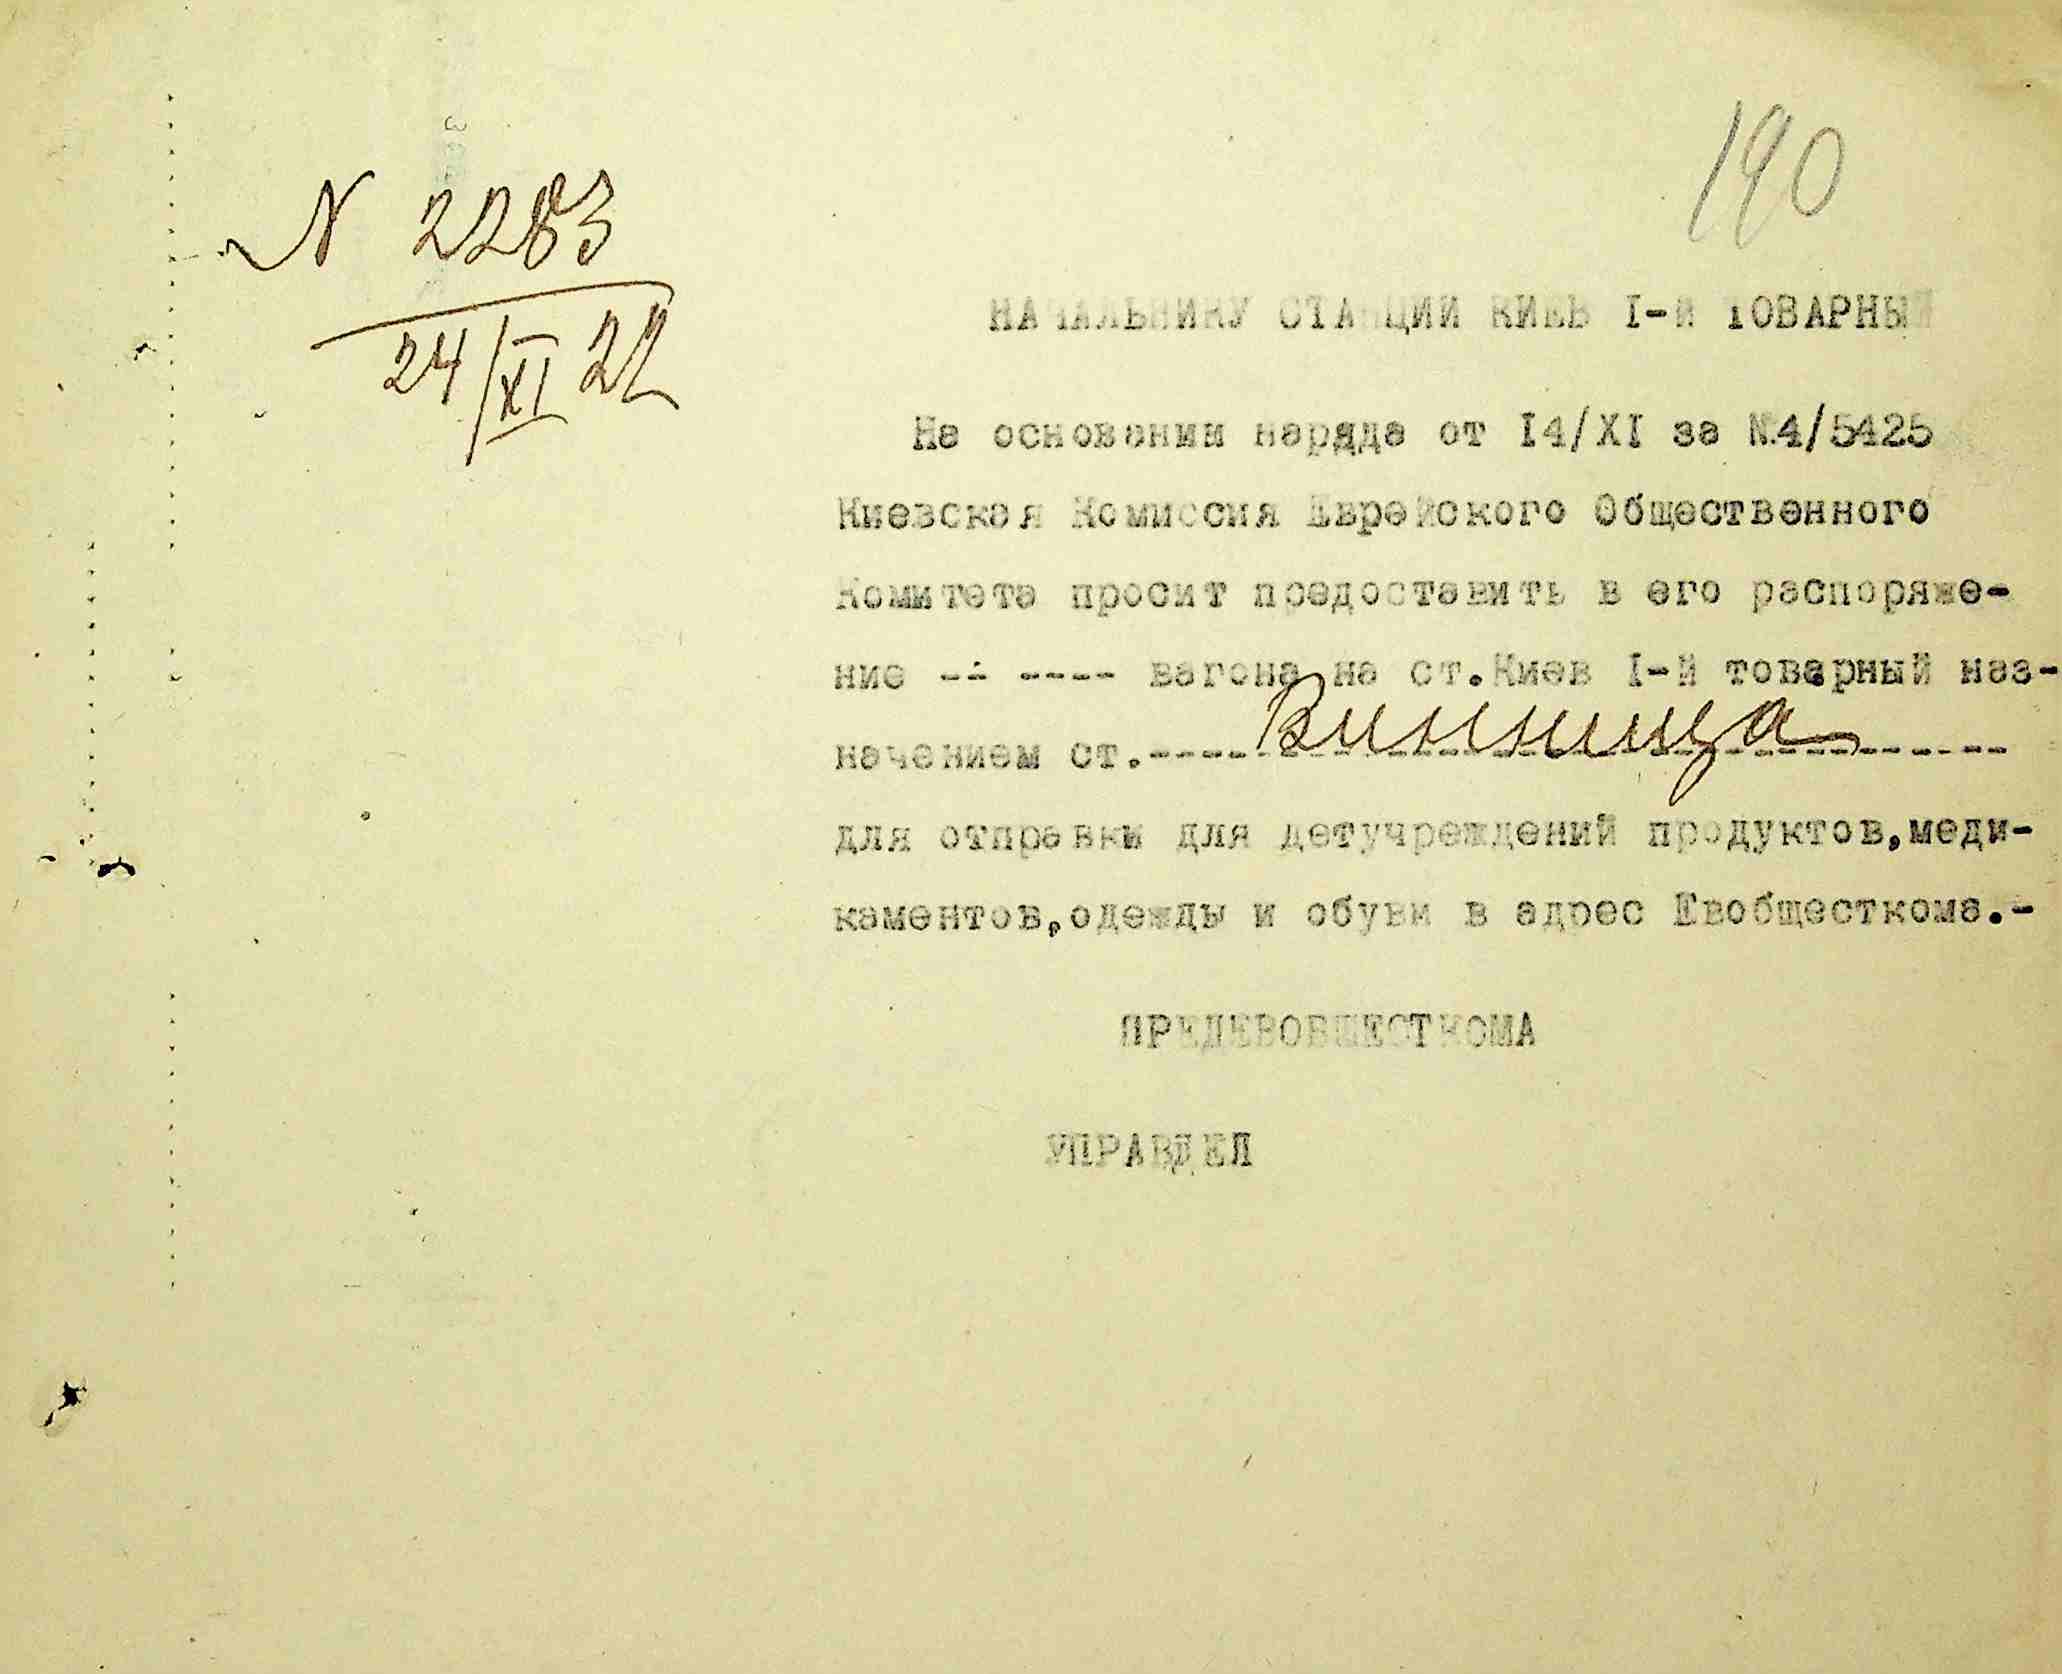 190
N 2283
24/XI 22
НАЧАЛЬНИКУ СТАНЦИИ КИЕВ I-Й ТОВАРНЫЙ
На основании наряда от I4/XI за №.4/5425
Киевская Комиссия Еврейского Общественного
Комитета просит предоставить в его распоряже-
ние -- ---- вагона на ст.Киев I-й товарный наз-
начением ст.---- Винница ----
для отправки для детучреждений продуктов,меди-
каментов,одежды и обуви в адрес Евобщесткома.-
ПРЕДЕВОБЩЕСТКОМА
УПРАВДЕЛ